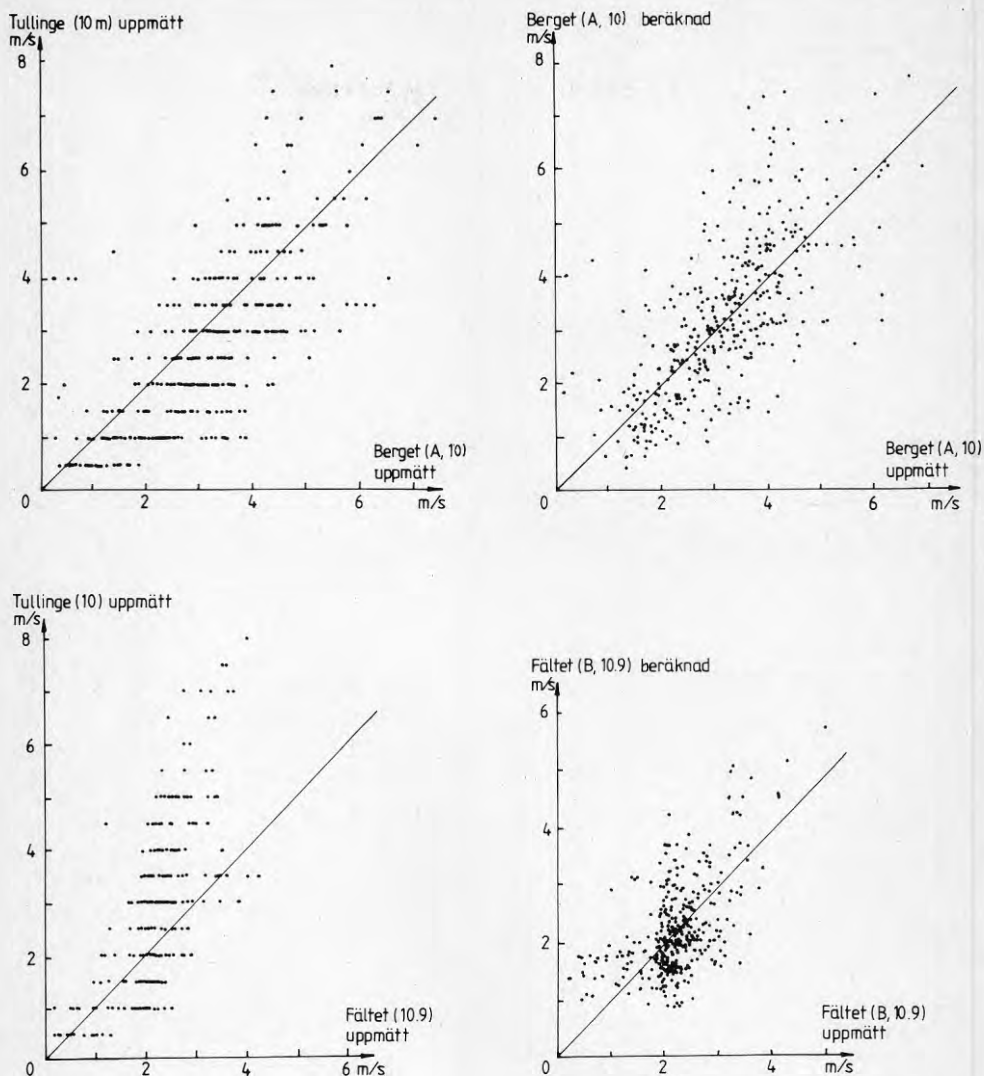 Tullinge (10 m) uppmätt
m/s
8
6
4
2
0
2
4
6
m/s
Berget (A, 10)
uppmätt
Berget (A, 10) beräknad
m/s
8
6
4
2
0
2
4
6
m/s
Berget (A, 10)
uppmätt
Tullinge (10) uppmätt
m/s
8
6
4
2
0
2
4
6 m/s
Fältet (10.9)
uppmätt
Fältet (B, 10.9) beräknad
m/s
6
4
2
0
2
4
m/s
Fältet (B, 10.9)
uppmätt